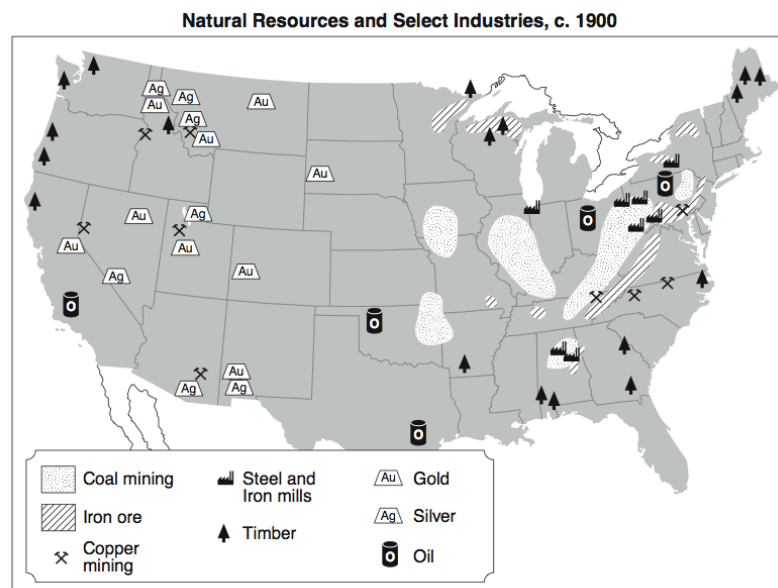 Natural Resources and Select Industries, c. 1900
Ag
Au
Ag
Ag
Au
Au
Au
Au
Ag
Au
Au
Au
Ag
Au
Ag
Au
Ag
O
O
O
O
O
Coal mining
Iron ore
Copper
mining
Steel and
Iron mills
Timber
Au Gold
Ag Silver
O Oil